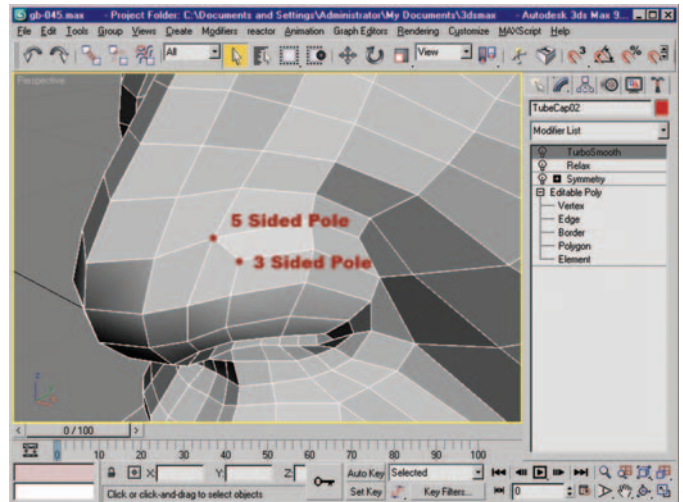 gb-045.max - Project Folder: C:\Documents and Settings\Administrator\My Documents\3dsmax - Autodesk 3ds Max 9...
File Edit Tools Group Views Create Modifiers reactor Animation Graph Editors Rendering Customize MAXScript Help
All View 3
Perspective
TubeCap02
Modifier List
TurboSmooth
Relax
Symmetry
Editable Poly
Vertex
Edge
Border
Polygon
Element
5 Sided Pole
3 Sided Pole
z
0 / 100
0 10 20 30 40 50 60 70 80 90 100
X: Y: Z: Auto Key Selected
Click or click-and-drag to select objects Set Key Key Filters... 0